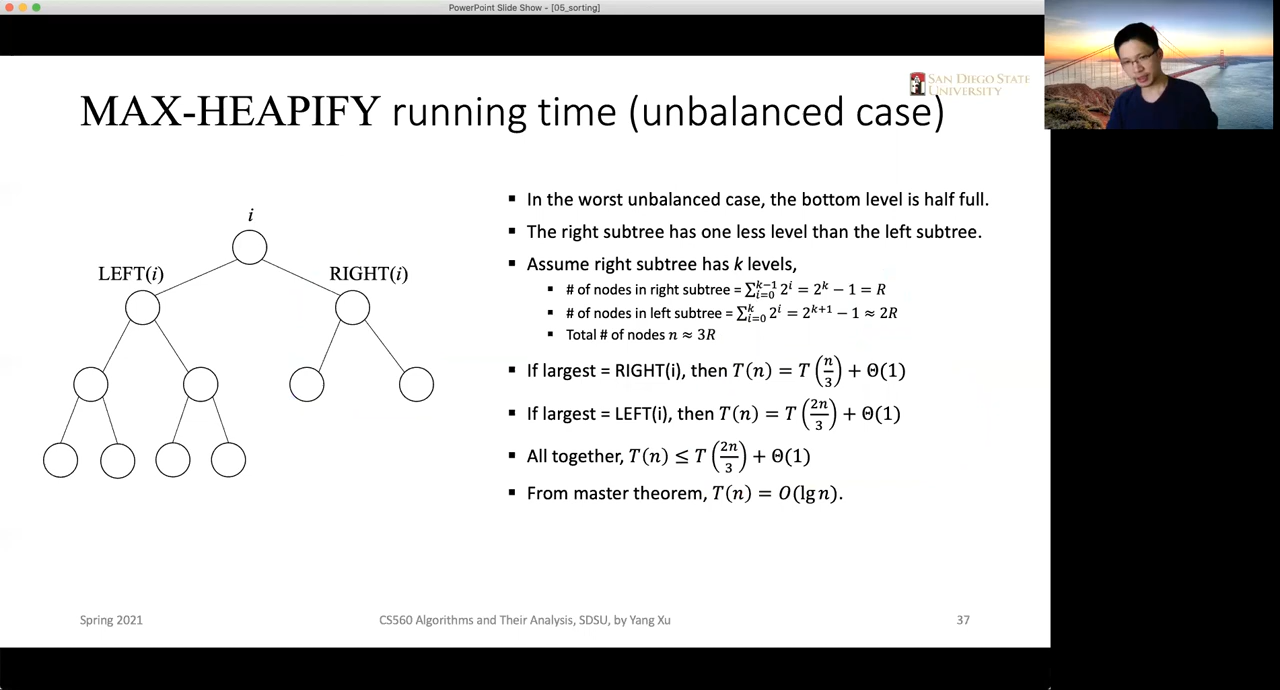 PowerPoint Slide Show - [05_sorting]
SAN DIEGO STATE
UNIVERSITY
MAX-HEAPIFY running time (unbalanced case)
i
LEFT(i)
RIGHT(i)
▪ In the worst unbalanced case, the bottom level is half full.
▪ The right subtree has one less level than the left subtree.
▪ Assume right subtree has k levels,
▪ # of nodes in right subtree = ∑_{i=0}^{k−1} 2^i = 2^k − 1 = R
▪ # of nodes in left subtree = ∑_{i=0}^{k} 2^i = 2^{k+1} − 1 ≈ 2R
▪ Total # of nodes n ≈ 3R
▪ If largest = RIGHT(i), then T(n) = T(n/3) + Θ(1)
▪ If largest = LEFT(i), then T(n) = T(2n/3) + Θ(1)
▪ All together, T(n) ≤ T(2n/3) + Θ(1)
▪ From master theorem, T(n) = O(lg n).
Spring 2021
CS560 Algorithms and Their Analysis, SDSU, by Yang Xu
37